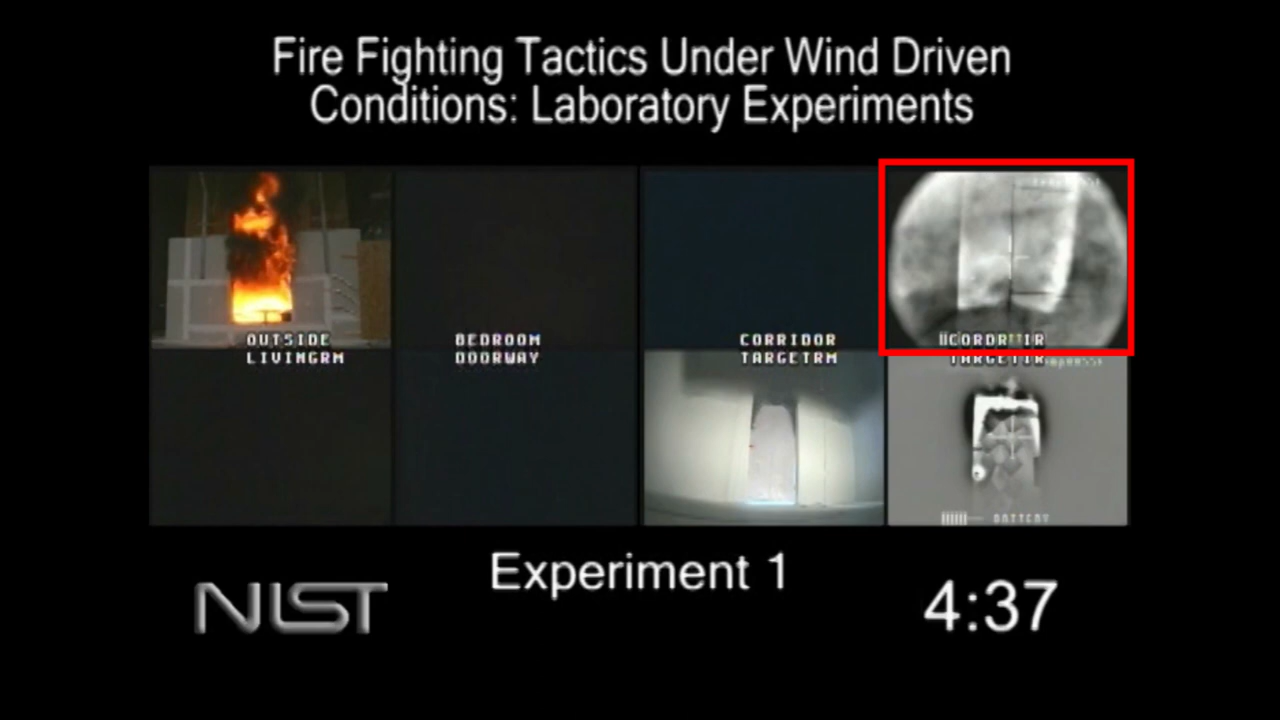 Fire Fighting Tactics Under Wind Driven
Conditions: Laboratory Experiments
OUTSIDE
LIVINGRM
BEDROOM
DOORWAY
CORRIDOR
TARGETRM
BATTERY
Experiment 1
NIST
4:37